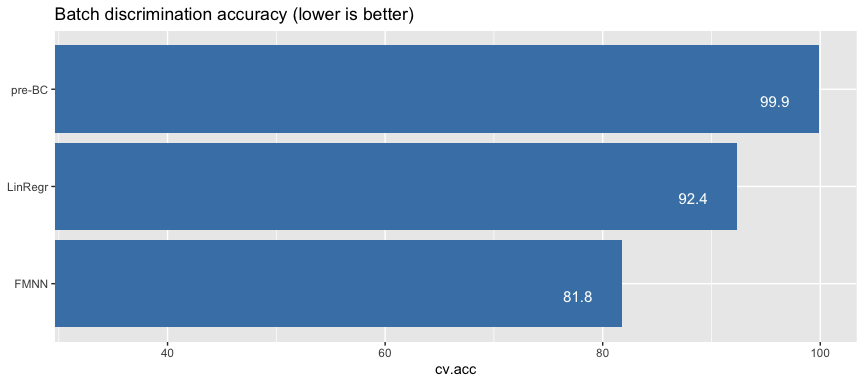 Batch discrimination accuracy (lower is better)
pre-BC
99.9
LinRegr
92.4
FMNN
81.8
40 60 80 100
cv.acc